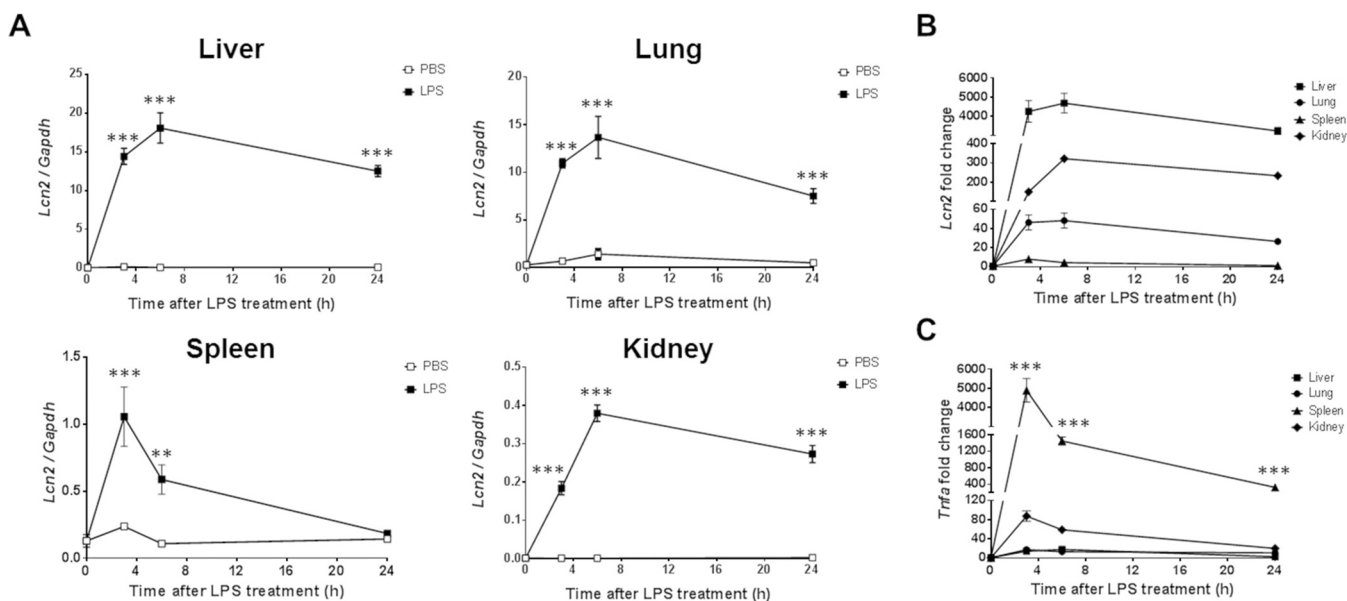 A
Liver
Lcn2 / Gapdh
25
20
15
10
5
0
***
***
***
PBS
LPS
0
4
8
12
16
20
24
Time after LPS treatment (h)
Lung
Lcn2 / Gapdh
20
15
10
5
0
***
***
***
PBS
LPS
0
4
8
12
16
20
24
Time after LPS treatment (h)
Spleen
Lcn2 / Gapdh
1.5
1.0
0.5
0.0
***
**
PBS
LPS
0
4
8
12
16
20
24
Time after LPS treatment (h)
Kidney
Lcn2 / Gapdh
0.5
0.4
0.3
0.2
0.1
0.0
***
***
***
PBS
LPS
0
4
8
12
16
20
24
Time after LPS treatment (h)
B
Lcn2 fold change
6000
5000
4000
400
300
200
100
60
40
20
0
Liver
Lung
Spleen
Kidney
0
4
8
12
16
20
24
Time after LPS treatment (h)
C
Tnfa fold change
6000
5000
4000
1600
1200
800
400
120
80
40
0
***
***
***
Liver
Lung
Spleen
Kidney
0
4
8
12
16
20
24
Time after LPS treatment (h)